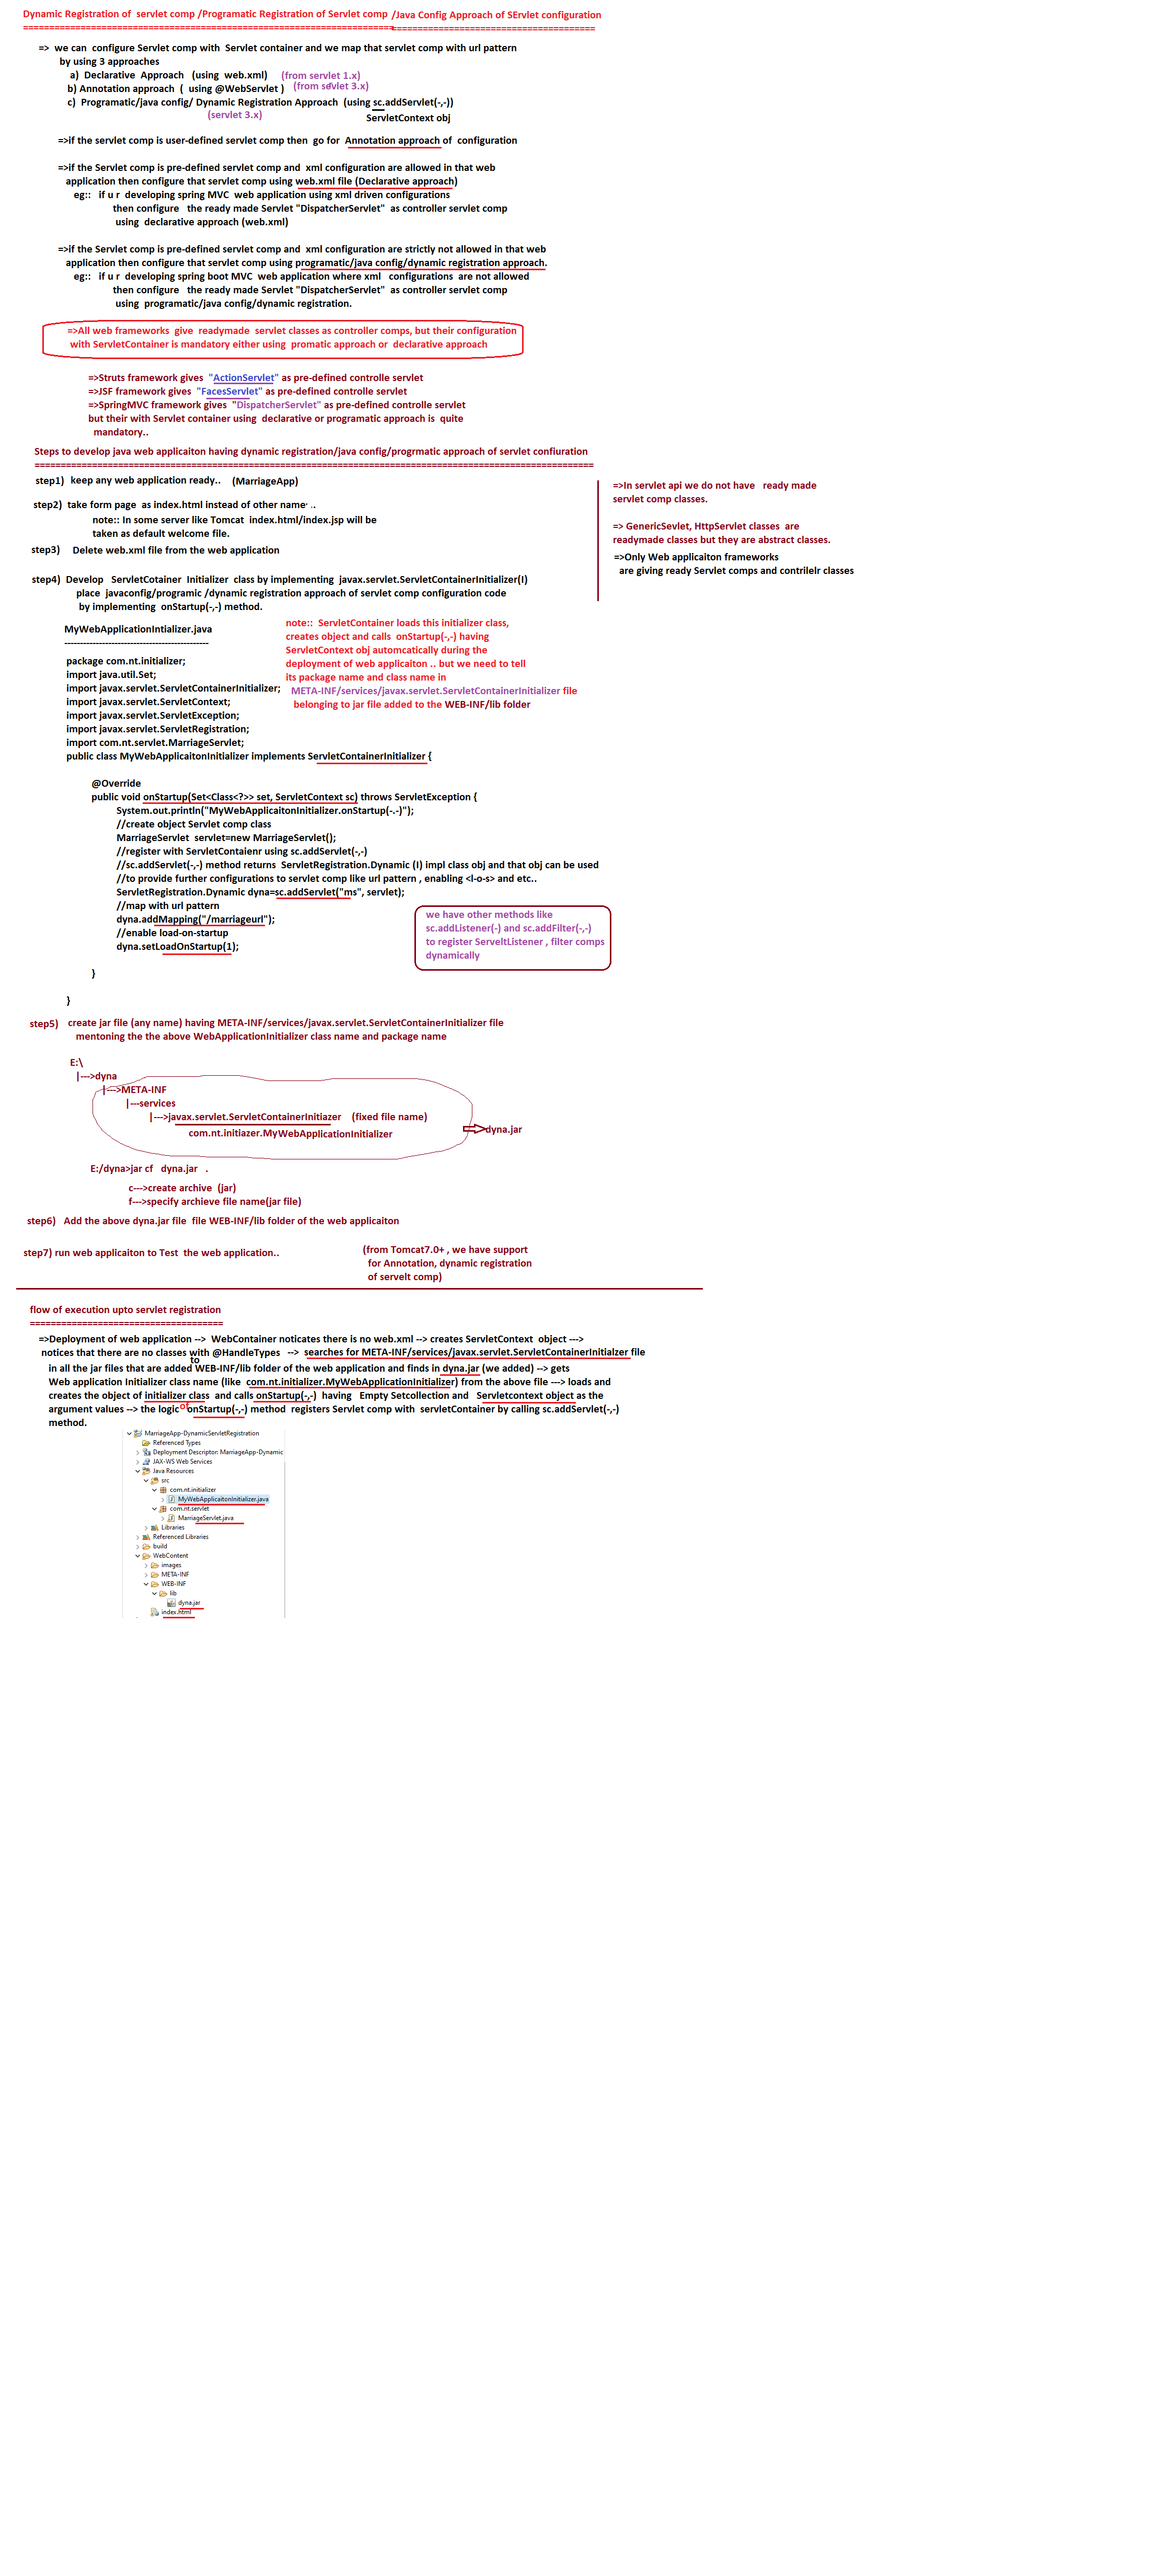 Dynamic Registration of  servlet comp /Programatic Registration of Servlet comp /Java Config Approach of SErvlet configuration
=========================================================================================================
=>  we can  configure Servlet comp with  Servlet container and we map that servlet comp with url pattern
by using 3 approaches
a)  Declarative  Approach   (using  web.xml)     (from servlet 1.x)
b) Annotation approach  (  using @WebServlet )   (from sevlet 3.x)
c)  Programatic/java config/ Dynamic Registration Approach  (using sc.addServlet(-,-))
(servlet 3.x)
ServletContext obj
=>if the servlet comp is user-defined servlet comp then  go for  Annotation approach of  configuration
=>if the Servlet comp is pre-defined servlet comp and  xml configuration are allowed in that web
application then configure that servlet comp using web.xml file (Declarative approach)
eg::   if u r  developing spring MVC  web application using xml driven configurations
then configure   the ready made Servlet "DispatcherServlet"  as controller servlet comp
using  declarative approach (web.xml)
=>if the Servlet comp is pre-defined servlet comp and  xml configuration are strictly not allowed in that web
application then configure that servlet comp using programatic/java config/dynamic registration approach.
eg::   if u r  developing spring boot MVC  web application where xml   configurations  are not allowed
then configure   the ready made Servlet "DispatcherServlet"  as controller servlet comp
using  programatic/java config/dynamic registration.
=>All web frameworks  give  readymade  servlet classes as controller comps, but their configuration
with ServletContainer is mandatory either using  promatic approach or  declarative approach
=>Struts framework gives  "ActionServlet" as pre-defined controlle servlet
=>JSF framework gives  "FacesServlet" as pre-defined controlle servlet
=>SpringMVC framework gives  "DispatcherServlet" as pre-defined controlle servlet
but their with Servlet container using  declarative or programatic approach is  quite
mandatory..
Steps to develop java web applicaiton having dynamic registration/java config/progrmatic approach of servlet confiuration
=========================================================================================================
step1)  keep any web application ready..    (MarriageApp)
step2)  take form page  as index.html instead of other name· ..
note:: In some server like Tomcat  index.html/index.jsp will be
taken as default welcome file.
step3)    Delete web.xml file from the web application
=>In servlet api we do not have   ready made
servlet comp classes.
=> GenericSevlet, HttpServlet classes  are
readymade classes but they are abstract classes.
=>Only Web applicaiton frameworks
are giving ready Servlet comps and contrilelr classes
step4)  Develop   ServletCotainer  Initializer  class by implementing  javax.servlet.ServletContainerInitializer(I)
place  javaconfig/programic /dynamic registration approach of servlet comp configuration code
by implementing  onStartup(-,-) method.
MyWebApplicationIntializer.java
-----------------------------------------------
note::  ServletContainer loads this initializer class,
creates object and calls  onStartup(-,-) having
ServletContext obj automcatically during the
deployment of web applicaiton .. but we need to tell
its package name and class name in
META-INF/services/javax.servlet.ServletContainerInitializer file
belonging to jar file added to the WEB-INF/lib folder
package com.nt.initializer;
import java.util.Set;
import javax.servlet.ServletContainerInitializer;
import javax.servlet.ServletContext;
import javax.servlet.ServletException;
import javax.servlet.ServletRegistration;
import com.nt.servlet.MarriageServlet;
public class MyWebApplicaitonInitializer implements ServletContainerInitializer {
@Override
public void onStartup(Set<Class<?>> set, ServletContext sc) throws ServletException {
System.out.println("MyWebApplicaitonInitializer.onStartup(-.-)");
//create object Servlet comp class
MarriageServlet  servlet=new MarriageServlet();
//register with ServletContaienr using sc.addServlet(-,-)
//sc.addServlet(-,-) method returns  ServletRegistration.Dynamic (I) impl class obj and that obj can be used
//to provide further configurations to servlet comp like url pattern , enabling <l-o-s> and etc..
ServletRegistration.Dynamic dyna=sc.addServlet("ms", servlet);
//map with url pattern
dyna.addMapping("/marriageurl");
//enable load-on-startup
dyna.setLoadOnStartup(1);
}
}
we have other methods like
sc.addListener(-) and sc.addFilter(-,-)
to register ServeltListener , filter comps
dynamically
step5)    create jar file (any name) having META-INF/services/javax.servlet.ServletContainerInitializer file
mentoning the the above WebApplicationInitializer class name and package name
E:\
|--->dyna
|--->META-INF
|---services
|--->javax.servlet.ServletContainerInitiazer    (fixed file name)
com.nt.initiazer.MyWebApplicationInitializer
dyna.jar
E:/dyna>jar cf   dyna.jar   .
c--->create archive  (jar)
f--->specify archieve file name(jar file)
step6)   Add the above dyna.jar file  file WEB-INF/lib folder of the web applicaiton
step7) run web applicaiton to Test  the web application..
(from Tomcat7.0+ , we have support
for Annotation, dynamic registration
of servelt comp)
flow of execution upto servlet registration
=====================================
=>Deployment of web application -->  WebContainer noticates there is no web.xml --> creates ServletContext  object --->
notices that there are no classes with @HandleTypes   -->  searches for META-INF/services/javax.servlet.ServletContainerInitialzer file
in all the jar files that are added to WEB-INF/lib folder of the web application and finds in dyna.jar (we added) --> gets
Web application Initializer class name (like  com.nt.initializer.MyWebApplicationInitializer) from the above file ---> loads and
creates the object of initializer class  and calls onStartup(-,-)  having   Empty Setcollection and   Servletcontext object as the
argument values --> the logic of onStartup(-,-) method  registers Servlet comp with  servletContainer by calling sc.addServlet(-,-)
method.
MarriageApp-DynamicServletRegistration
Referenced Types
Deployment Descriptor: MarriageApp-Dynamic
JAX-WS Web Services
Java Resources
src
com.nt.initializer
MyWebApplicaitonInitializer.java
com.nt.servlet
MarriageServlet.java
Libraries
Referenced Libraries
build
WebContent
images
META-INF
WEB-INF
lib
dyna.jar
index.html